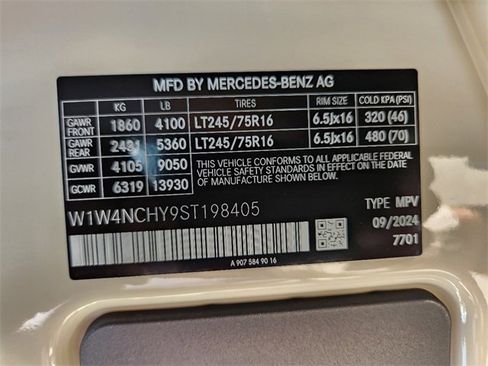 MFD BY MERCEDES-BENZ AG
KG LB TIRES RIM SIZE COLD KPA (PSI)
GAWR FRONT 1860 4100 LT245/75R16 6.5Jx16 320 (46)
GAWR REAR 2431 5360 LT245/75R16 6.5Jx16 480 (70)
GVWR 4105 9050 THIS VEHICLE CONFORMS TO ALL APPLICABLE
GCWR 6319 13930 FEDERAL MOTOR VEHICLE SAFETY STANDARDS
IN EFFECT ON THE DATE OF
MANUFACTURE SHOWN ABOVE.
W1W4NCHY9ST198405 TYPE MPV
09/2024
7701
A 907 584 90 16